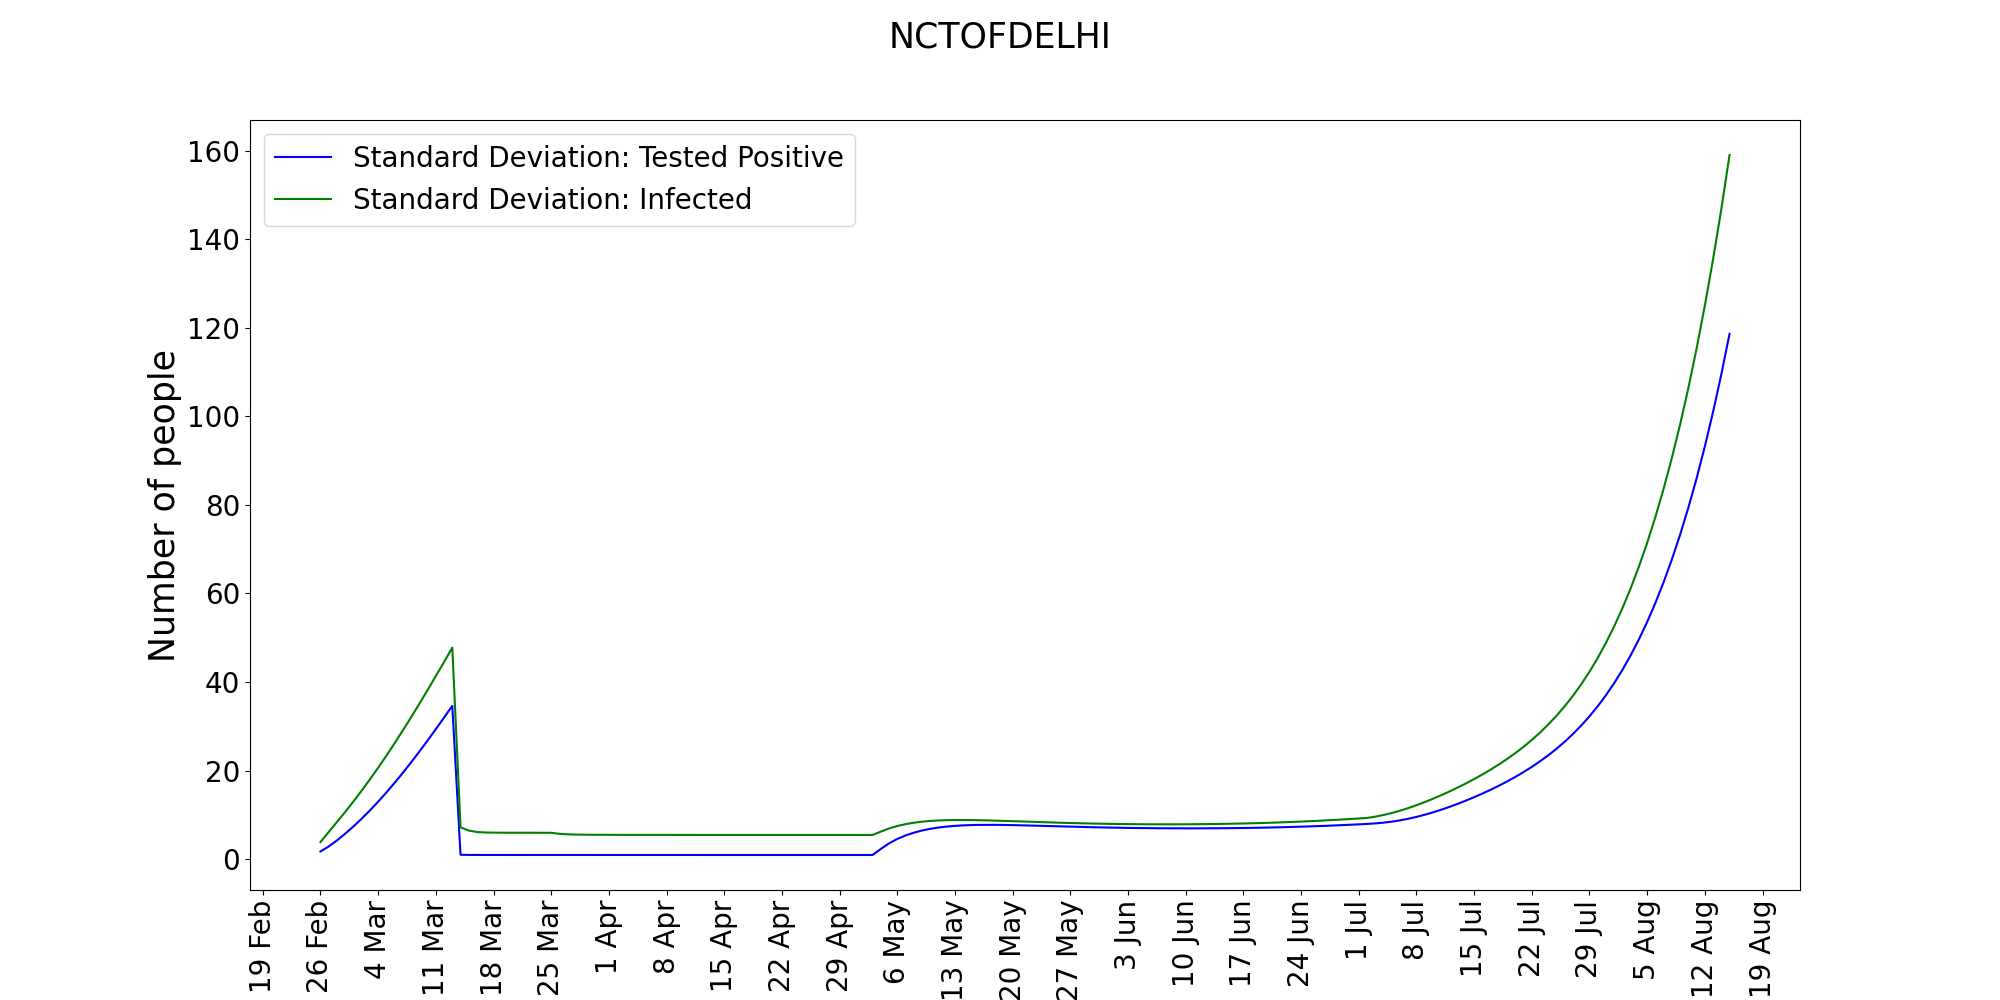 NCTOFDELHI
Standard Deviation: Tested Positive
Standard Deviation: Infected
Number of people
160
140
120
100
80
60
40
20
0
19 Feb
26 Feb
4 Mar
11 Mar
18 Mar
25 Mar
1 Apr
8 Apr
15 Apr
22 Apr
29 Apr
6 May
13 May
20 May
27 May
3 Jun
10 Jun
17 Jun
24 Jun
1 Jul
8 Jul
15 Jul
22 Jul
29 Jul
5 Aug
12 Aug
19 Aug